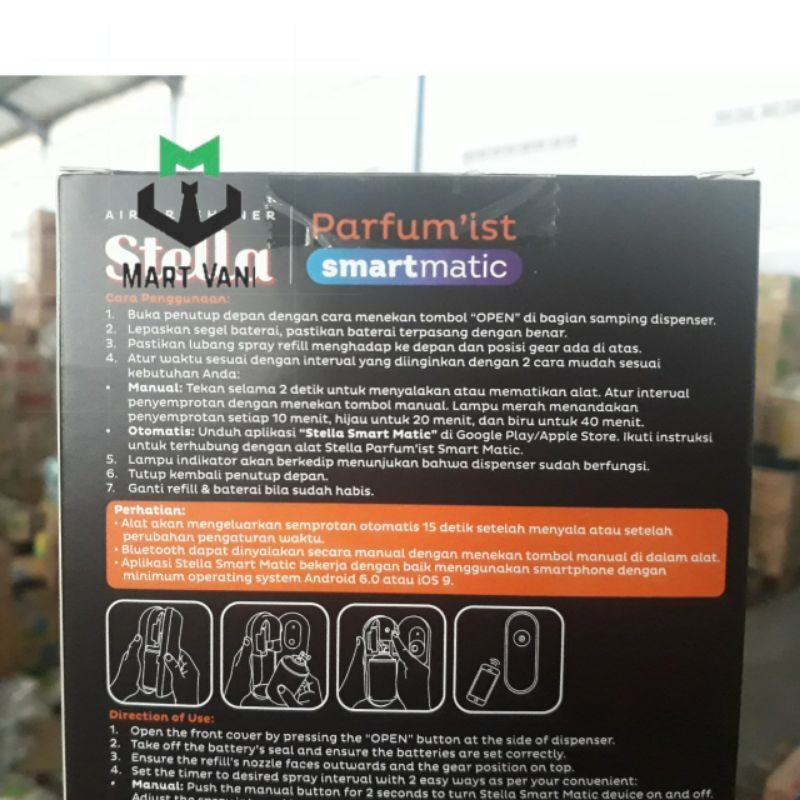 AIR FRESHENER
Stella
MART VANI
Parfum'ist
smartmatic
Cara Penggunaan:
1. Buka penutup depan dengan cara menekan tombol "OPEN" di bagian samping dispenser.
2. Lepaskan segel baterai, pastikan baterai terpasang dengan benar.
3. Pastikan lubang spray refill menghadap ke depan dan posisi gear ada di atas.
4. Atur waktu sesuai dengan interval yang diinginkan dengan 2 cara mudah sesuai
kebutuhan Anda:
• Manual: Tekan selama 2 detik untuk menyalakan atau mematikan alat. Atur interval
penyemprotan dengan menekan tombol manual. Lampu merah menandakan
penyemprotan setiap 10 menit, hijau untuk 20 menit, dan biru untuk 40 menit.
• Otomatis: Unduh aplikasi "Stella Smart Matic" di Google Play/Apple Store. Ikuti instruksi
untuk terhubung dengan alat Stella Parfum'ist Smart Matic.
5. Lampu indikator akan berkedip menunjukan bahwa dispenser sudah berfungsi.
6. Tutup kembali penutup depan.
7. Ganti refill & baterai bila sudah habis.
Perhatian:
• Alat akan mengeluarkan semprotan otomatis 15 detik setelah menyala atau setelah
perubahan pengaturan waktu.
• Bluetooth dapat dinyalakan secara manual dengan menekan tombol manual di dalam alat.
• Aplikasi Stella Smart Matic bekerja dengan baik menggunakan smartphone dengan
minimum operating system Android 6.0 atau iOS 9.
Direction of Use:
1. Open the front cover by pressing the "OPEN" button at the side of dispenser.
2. Take off the battery's seal and ensure the batteries are set correctly.
3. Ensure the refill's nozzle faces outwards and the gear position on top.
4. Set the timer to desired spray interval with 2 easy ways as per your convenient:
• Manual: Push the manual button for 2 seconds to turn Stella Smart Matic device on and off.